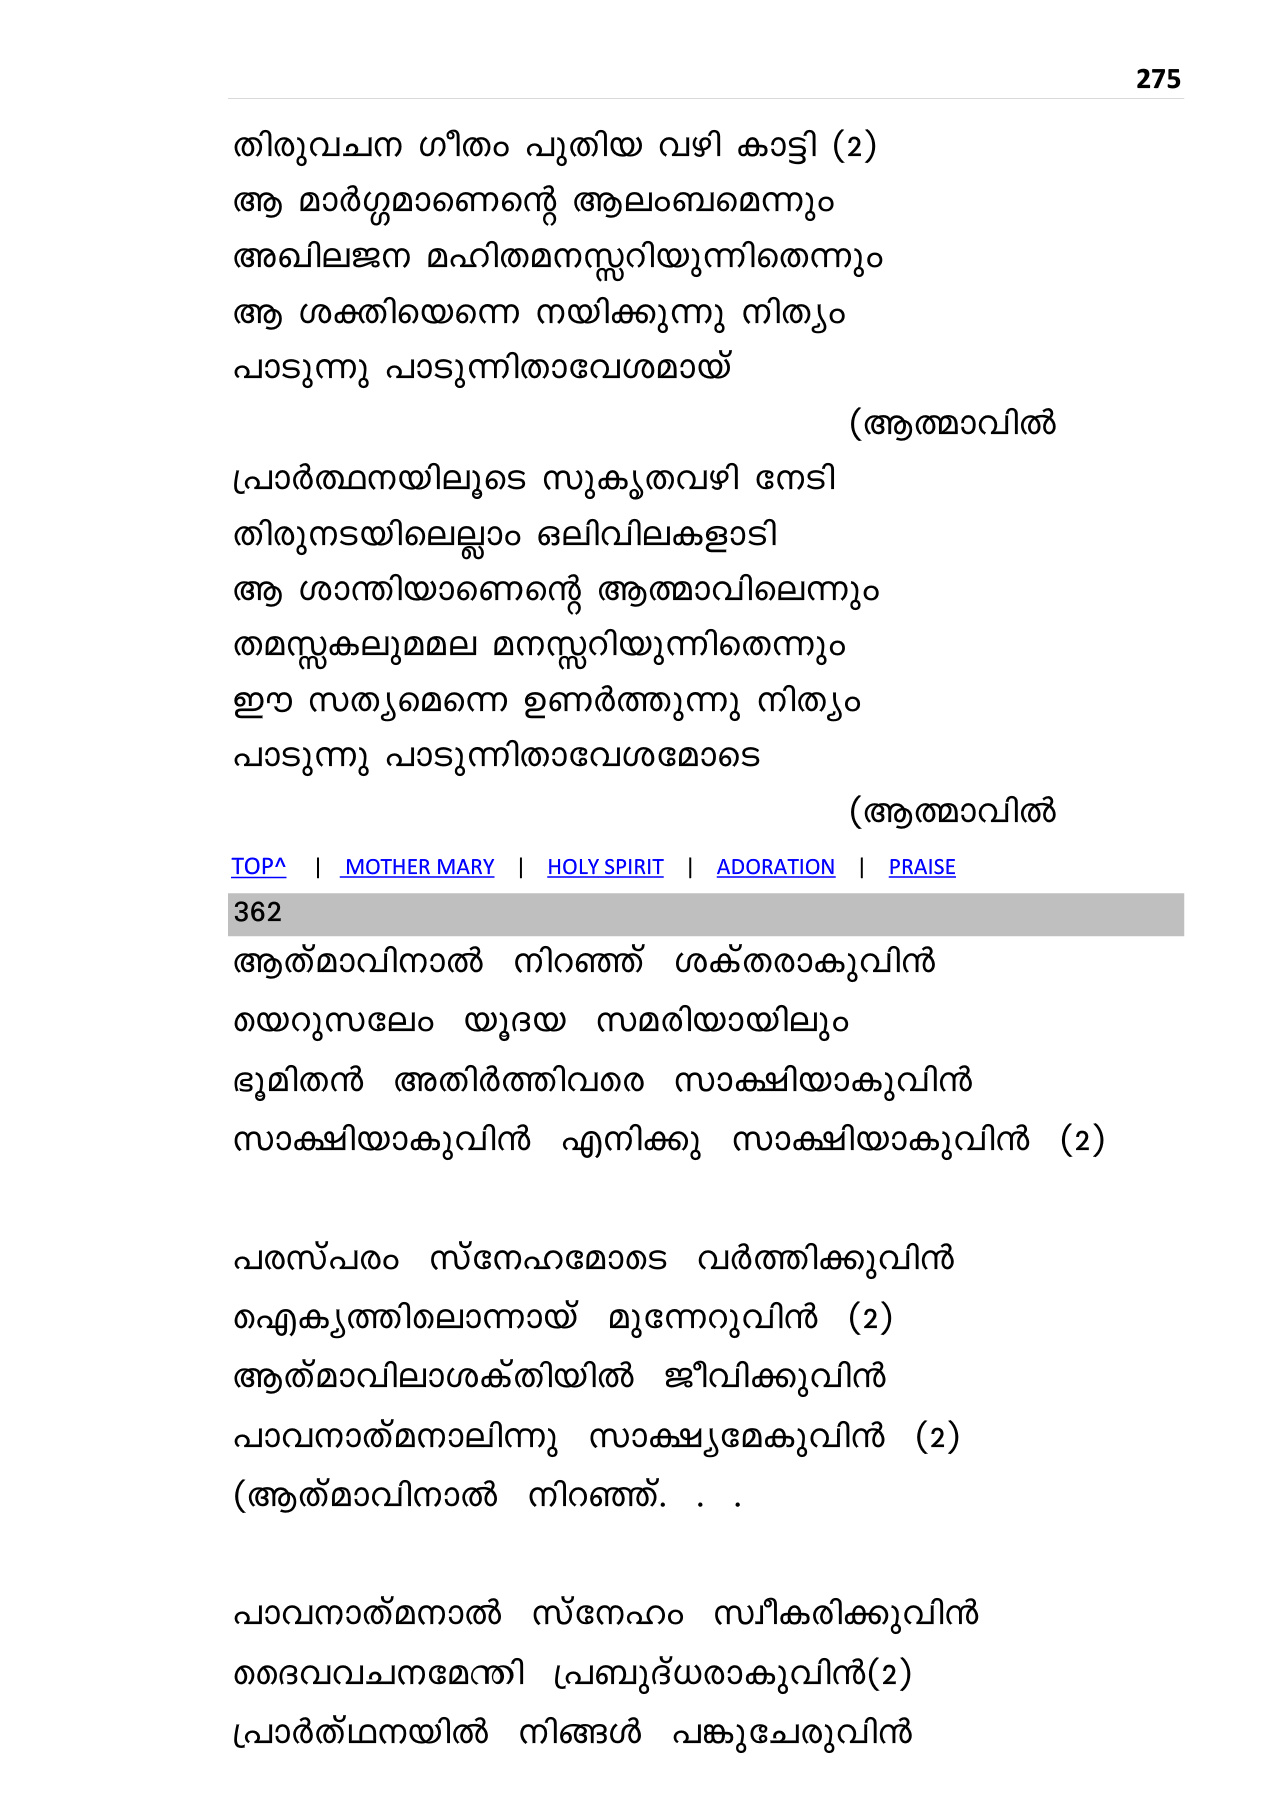 275
തിരുവചന ഗീതം പുതിയ വഴി കാട്ടി (2)
ആ മാർഗ്ഗമാണെന്റെ ആലംബമെന്നും
അഖിലജന മഹിതമനസ്സറിയുന്നിതെന്നും
ആ ശക്തിയെന്നെ നയിക്കുന്നു നിത്യം
പാടുന്നു പാടുന്നിതാവേശമായ്
(ആത്മാവിൽ
പ്രാർത്ഥനയിലൂടെ സുകൃതവഴി നേടി
തിരുനടയിലെല്ലാം ഒലിവിലകളാടി
ആ ശാന്തിയാണെന്റെ ആത്മാവിലെന്നും
തമസ്സകലുമമല മനസ്സറിയുന്നിതെന്നും
ഈ സത്യമെന്നെ ഉണർത്തുന്നു നിത്യം
പാടുന്നു പാടുന്നിതാവേശമോടെ
(ആത്മാവിൽ
TOP^ | MOTHER MARY | HOLY SPIRIT | ADORATION | PRAISE
362
ആത്‌മാവിനാൽ നിറഞ്ഞ് ശക്‌തരാകുവിൻ
യെറുസലേം യൂദയ സമരിയായിലും
ഭൂമിതൻ അതിർത്തിവരെ സാക്ഷിയാകുവിൻ
സാക്ഷിയാകുവിൻ എനിക്കു സാക്ഷിയാകുവിൻ (2)
പരസ്‌പരം സ്‌നേഹമോടെ വർത്തിക്കുവിൻ
ഐക്യത്തിലൊന്നായ് മുന്നേറുവിൻ (2)
ആത്‌മാവിലാശക്‌തിയിൽ ജീവിക്കുവിൻ
പാവനാത്‌മനാലിന്നു സാക്ഷ്യമേകുവിൻ (2)
(ആത്‌മാവിനാൽ നിറഞ്ഞ്. . .
പാവനാത്‌മനാൽ സ്‌നേഹം സ്വീകരിക്കുവിൻ
ദൈവവചനമേന്തി പ്രബുദ്‌ധരാകുവിൻ(2)
പ്രാർത്‌ഥനയിൽ നിങ്ങൾ പങ്കുചേരുവിൻ